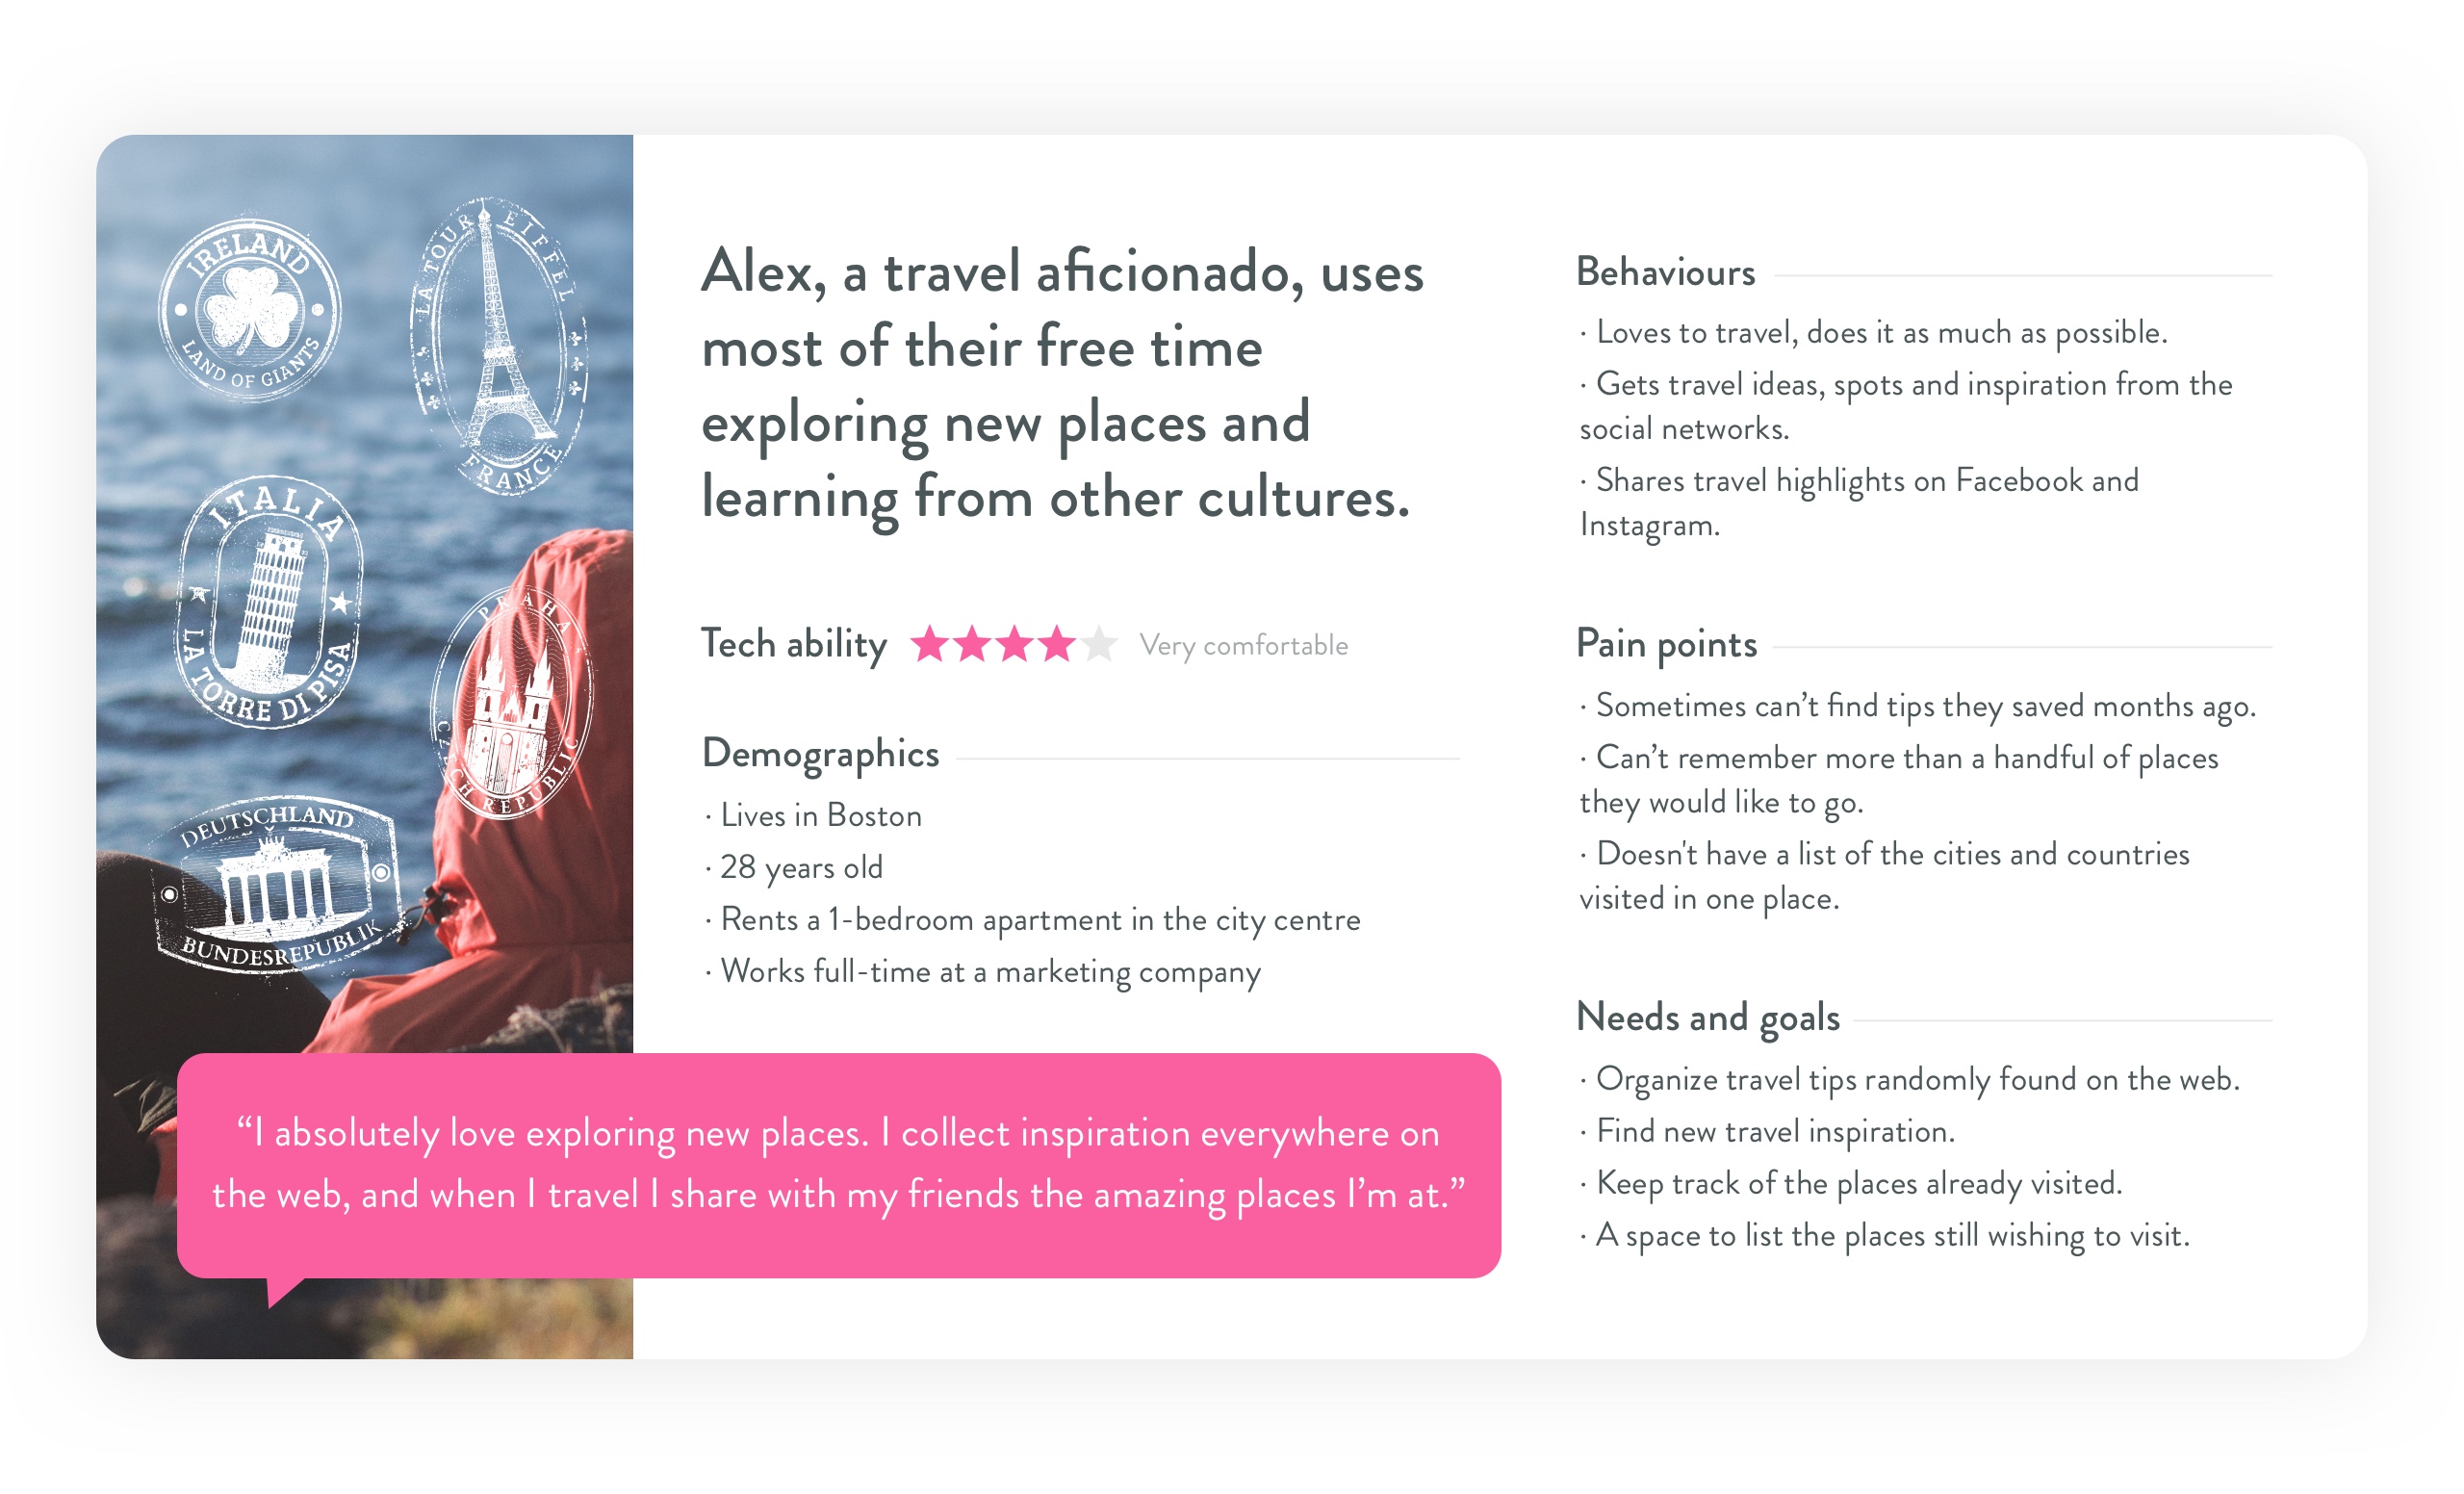 IRELAND
LAND OF GIANTS
LA TOUR EIFFEL
FRANCE
ITALIA
LA TORRE DI PISA
PRAHA
CZECH REPUBLIC
DEUTSCHLAND
BUNDESREPUBLIK
Alex, a travel aficionado, uses
most of their free time
exploring new places and
learning from other cultures.
Tech ability Very comfortable
Demographics
· Lives in Boston
· 28 years old
· Rents a 1-bedroom apartment in the city centre
· Works full-time at a marketing company
“I absolutely love exploring new places. I collect inspiration everywhere on
the web, and when I travel I share with my friends the amazing places I’m at.”
Behaviours
· Loves to travel, does it as much as possible.
· Gets travel ideas, spots and inspiration from the
social networks.
· Shares travel highlights on Facebook and
Instagram.
Pain points
· Sometimes can’t find tips they saved months ago.
· Can’t remember more than a handful of places
they would like to go.
· Doesn't have a list of the cities and countries
visited in one place.
Needs and goals
· Organize travel tips randomly found on the web.
· Find new travel inspiration.
· Keep track of the places already visited.
· A space to list the places still wishing to visit.